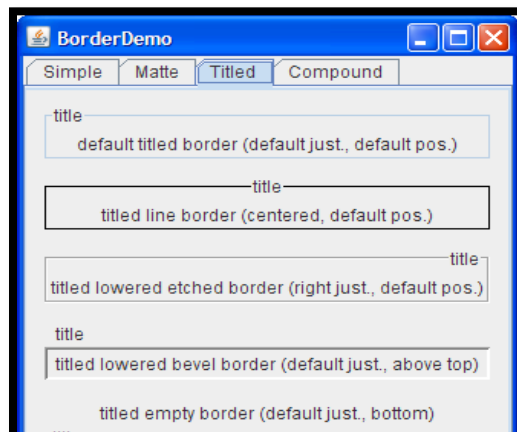 BorderDemo
Simple Matte Titled Compound
title
default titled border (default just., default pos.)
title
titled line border (centered, default pos.)
title
titled lowered etched border (right just., default pos.)
title
titled lowered bevel border (default just., above top)
titled empty border (default just., bottom)